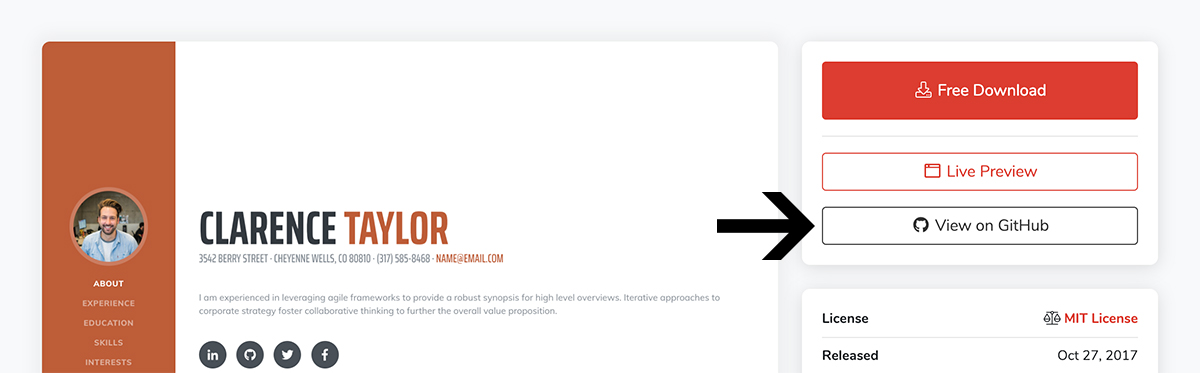 ABOUT
EXPERIENCE
EDUCATION
SKILLS
INTERESTS
CLARENCE TAYLOR
3542 BERRY STREET · CHEYENNE WELLS, CO 80810 · (317) 585-8468 · NAME@EMAIL.COM
I am experienced in leveraging agile frameworks to provide a robust synopsis for high level overviews. Iterative approaches to
corporate strategy foster collaborative thinking to further the overall value proposition.
Free Download
Live Preview
View on GitHub
License MIT License
Released Oct 27, 2017